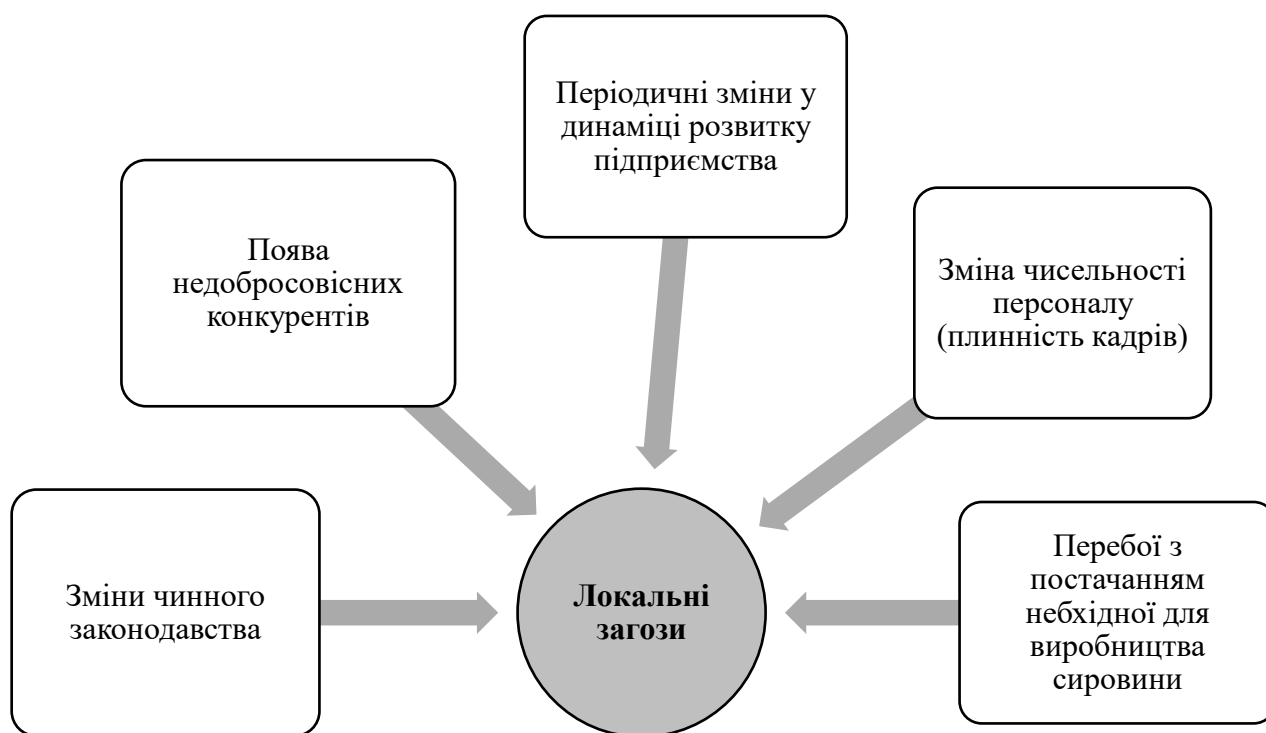 Періодичні зміни у
динаміці розвитку
підприємства
Поява
недобросовісних
конкурентів
Зміна чисельності
персоналу
(плинність кадрів)
Зміни чинного
законодавства
Локальні
загози
Перебої з
постачанням
небхідної для
виробництва
сировини